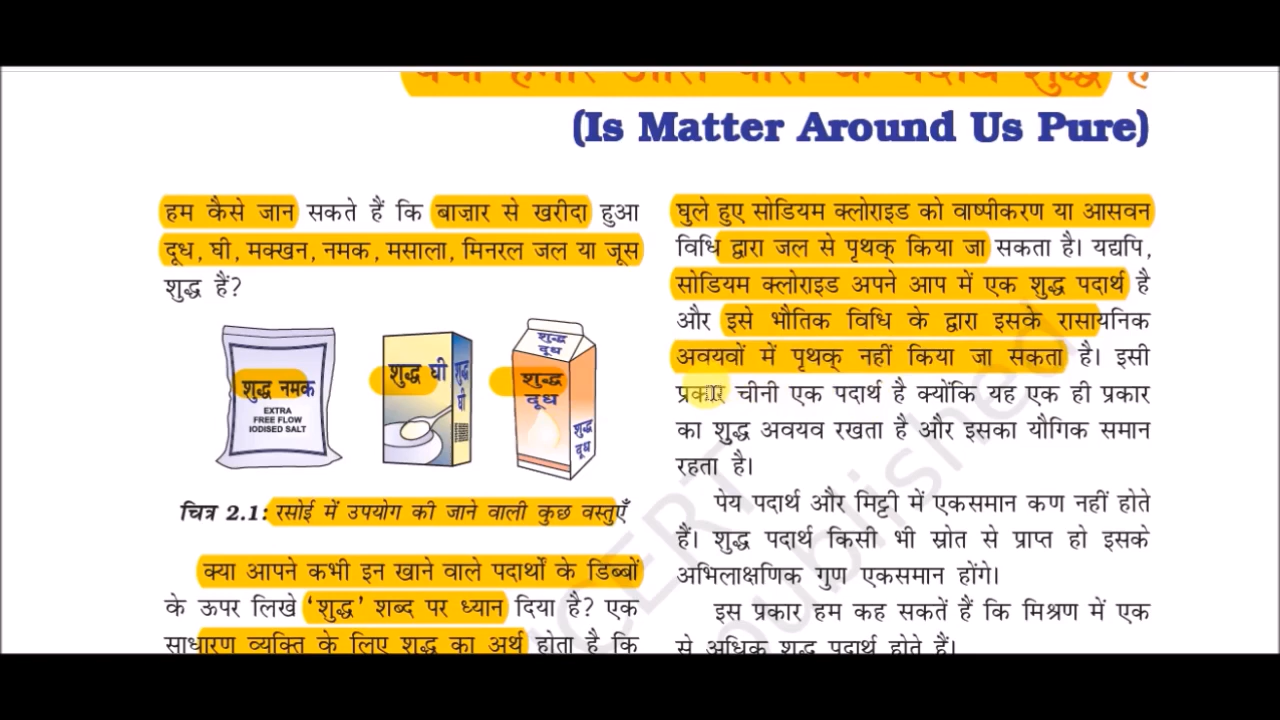 क्या हमारे आस पास के पदार्थ शुद्ध हैं
(Is Matter Around Us Pure)
हम कैसे जान सकते हैं कि बाज़ार से खरीदा हुआ
दूध, घी, मक्खन, नमक, मसाला, मिनरल जल या जूस
शुद्ध हैं?
शुद्ध नमक
EXTRA
FREE FLOW
IODISED SALT
शुद्ध घी
शुद्ध घी
शुद्ध
दूध
शुद्ध
दूध
शुद्ध
दूध
चित्र 2.1: रसोई में उपयोग की जाने वाली कुछ वस्तुएँ
क्या आपने कभी इन खाने वाले पदार्थों के डिब्बों
के ऊपर लिखे ‘शुद्ध’ शब्द पर ध्यान दिया है? एक
साधारण व्यक्ति के लिए शुद्ध का अर्थ होता है कि
घुले हुए सोडियम क्लोराइड को वाष्पीकरण या आसवन
विधि द्वारा जल से पृथक् किया जा सकता है। यद्यपि,
सोडियम क्लोराइड अपने आप में एक शुद्ध पदार्थ है
और इसे भौतिक विधि के द्वारा इसके रासायनिक
अवयवों में पृथक् नहीं किया जा सकता है। इसी
प्रकार चीनी एक पदार्थ है क्योंकि यह एक ही प्रकार
का शुद्ध अवयव रखता है और इसका यौगिक समान
रहता है।
पेय पदार्थ और मिट्टी में एकसमान कण नहीं होते
हैं। शुद्ध पदार्थ किसी भी स्रोत से प्राप्त हो इसके
अभिलाक्षणिक गुण एकसमान होंगे।
इस प्रकार हम कह सकतें हैं कि मिश्रण में एक
से अधिक शुद्ध पदार्थ होते हैं।